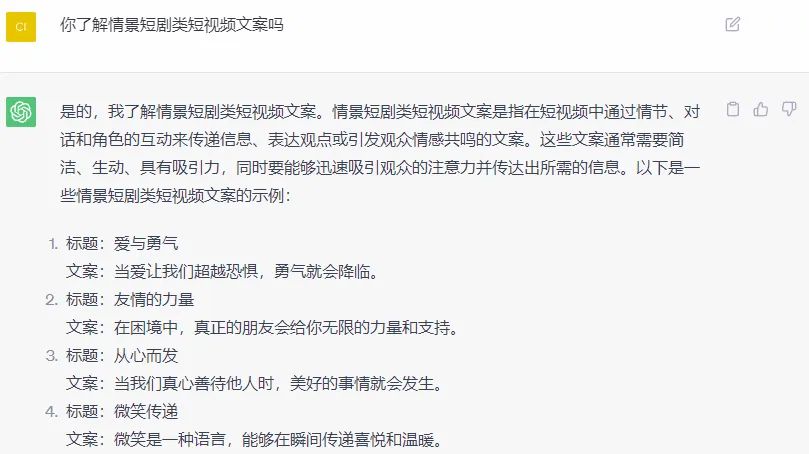 CI
你了解情景短剧类短视频文案吗
是的，我了解情景短剧类短视频文案。情景短剧类短视频文案是指在短视频中通过情节、对
话和角色的互动来传递信息、表达观点或引发观众情感共鸣的文案。这些文案通常需要简
洁、生动、具有吸引力，同时要能够迅速吸引观众的注意力并传达出所需的信息。以下是一
些情景短剧类短视频文案的示例：
1. 标题：爱与勇气
文案：当爱让我们超越恐惧，勇气就会降临。
2. 标题：友情的力量
文案：在困境中，真正的朋友会给你无限的力量和支持。
3. 标题：从心而发
文案：当我们真心善待他人时，美好的事情就会发生。
4. 标题：微笑传递
文案：微笑是一种语言，能够在瞬间传递喜悦和温暖。